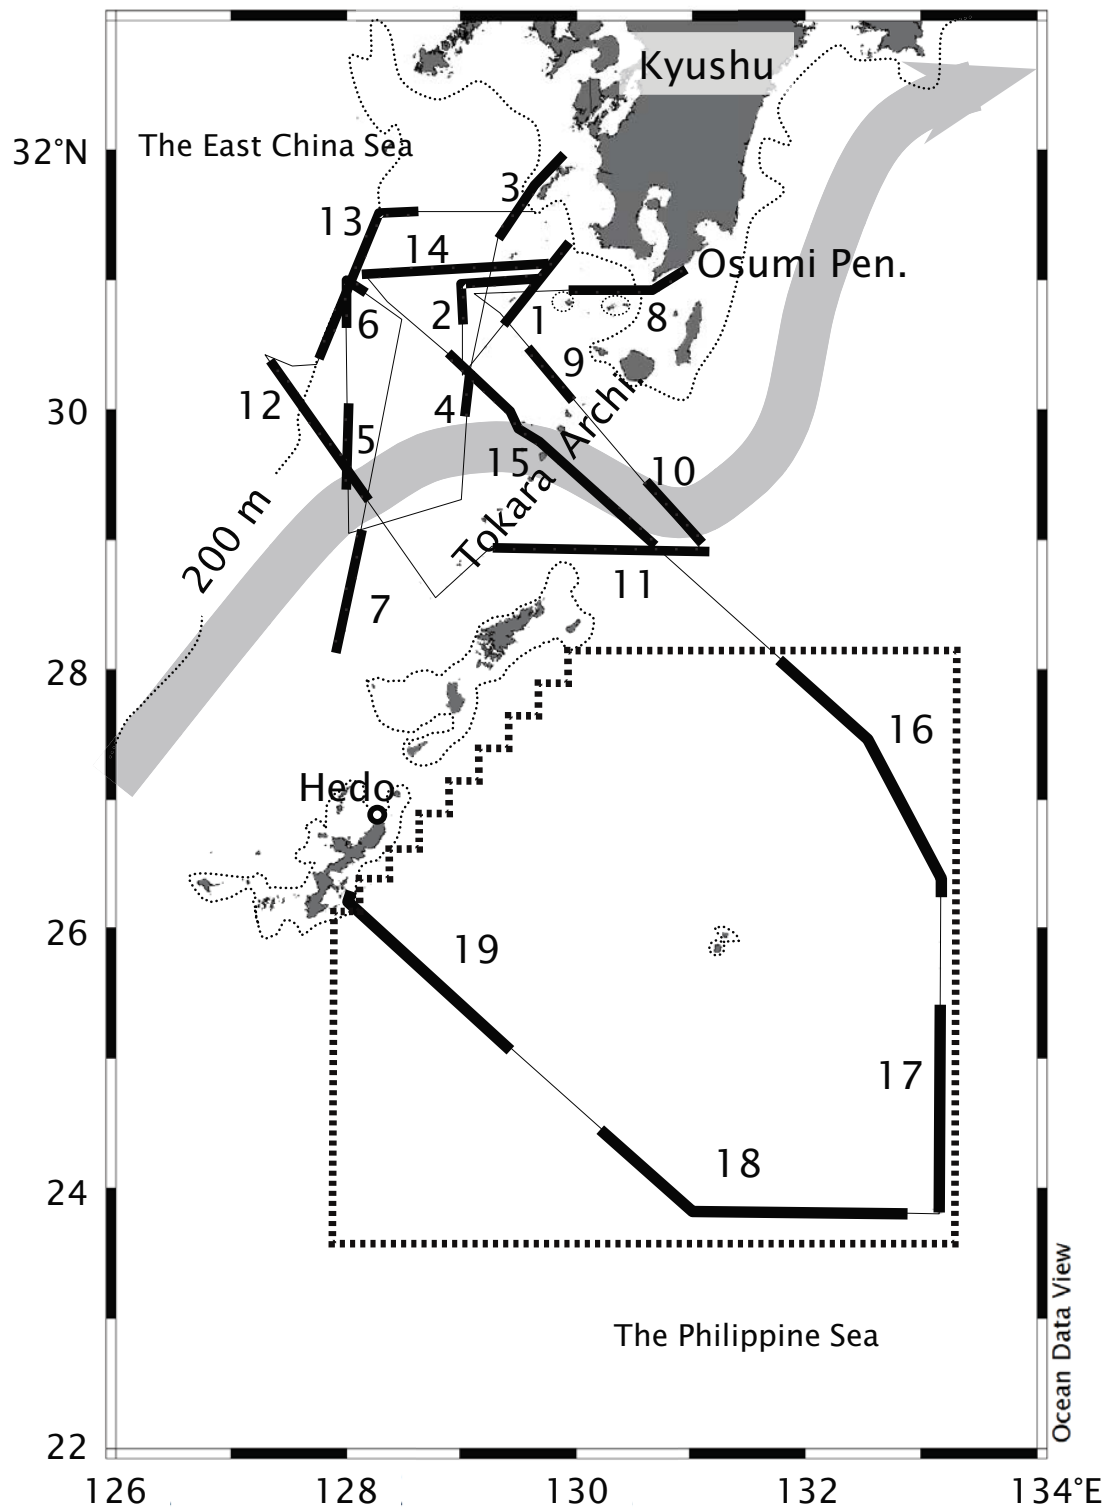 Kyushu
The East China Sea
32°N
3
13
14
Osumi Pen.
6
2
1
8
9
12
30
4
5
15
10
Tokara Archi.
200 m
11
7
28
16
Hedo
26
19
17
24
18
The Philippine Sea
Ocean Data View
22
126
128
130
132
134°E